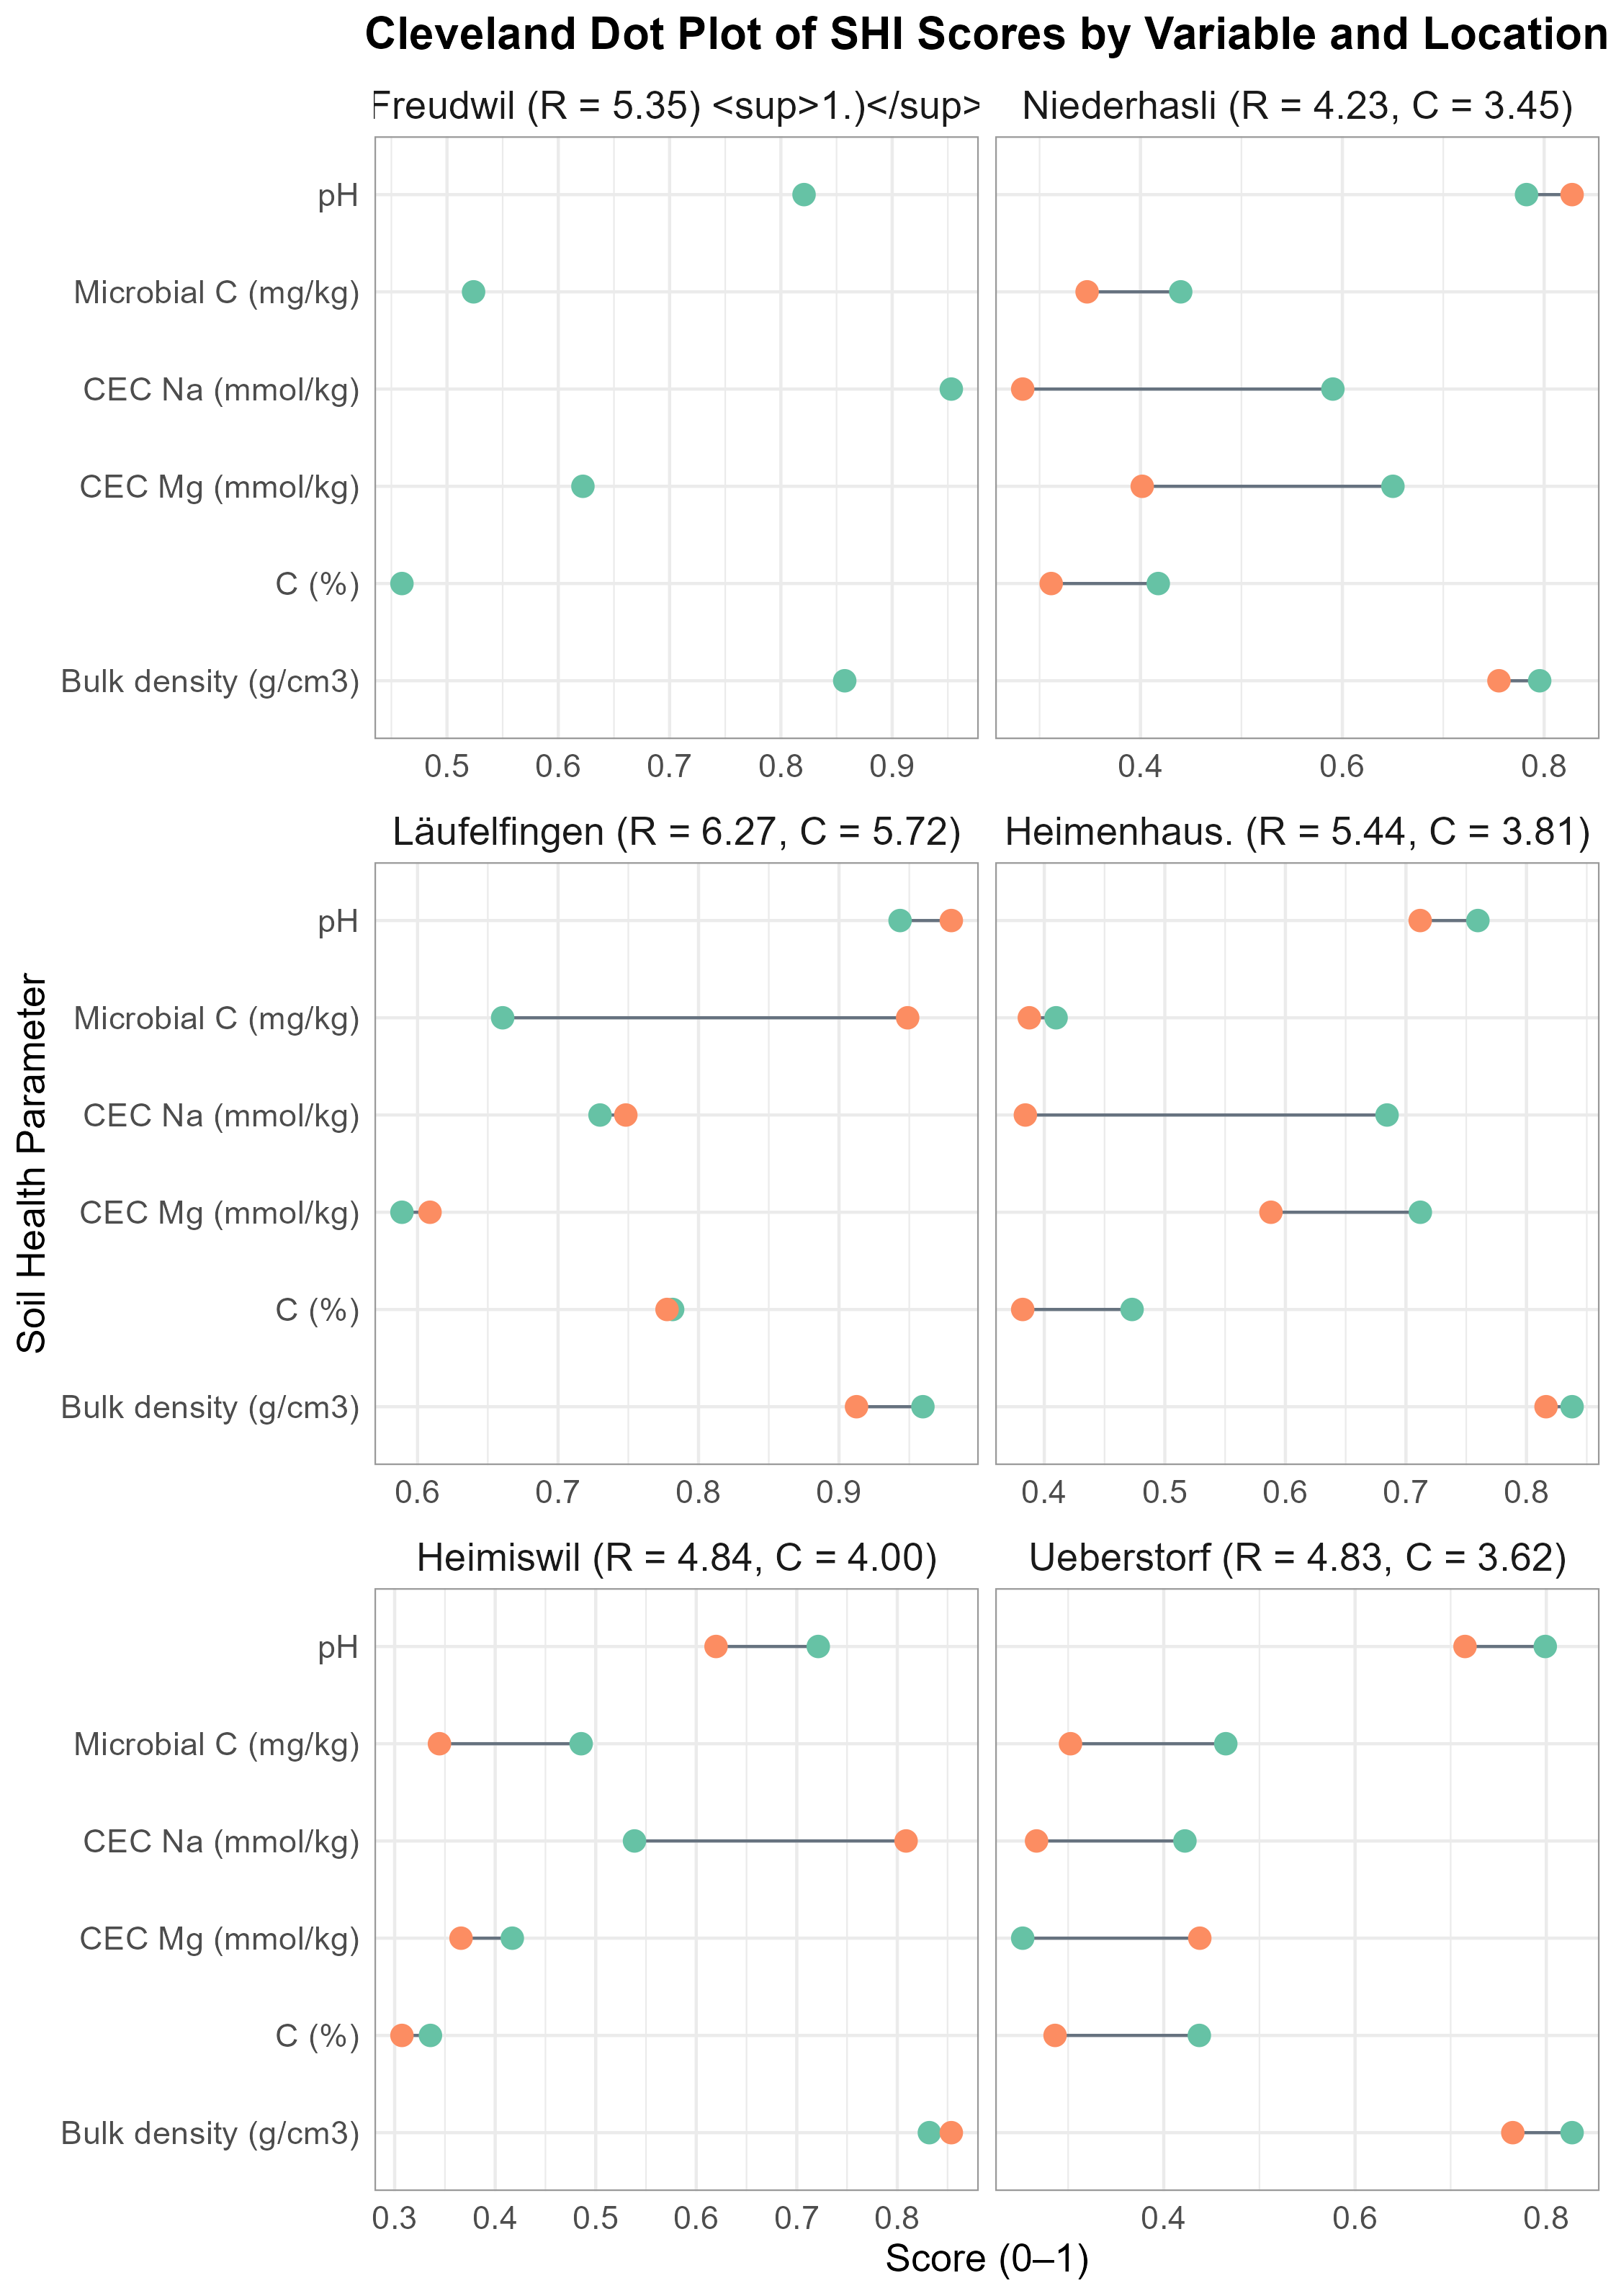 Cleveland Dot Plot of SHI Scores by Variable and Location
Freudwil (R = 5.35) <sup>1.)</sup>
Niederhasli (R = 4.23, C = 3.45)
pH
Microbial C (mg/kg)
CEC Na (mmol/kg)
CEC Mg (mmol/kg)
C (%)
Bulk density (g/cm3)
0.5 0.6 0.7 0.8 0.9
0.4 0.6 0.8
Läufelfingen (R = 6.27, C = 5.72)
Heimenhaus. (R = 5.44, C = 3.81)
Soil Health Parameter
pH
Microbial C (mg/kg)
CEC Na (mmol/kg)
CEC Mg (mmol/kg)
C (%)
Bulk density (g/cm3)
0.6 0.7 0.8 0.9
0.4 0.5 0.6 0.7 0.8
Heimiswil (R = 4.84, C = 4.00)
Ueberstorf (R = 4.83, C = 3.62)
pH
Microbial C (mg/kg)
CEC Na (mmol/kg)
CEC Mg (mmol/kg)
C (%)
Bulk density (g/cm3)
0.3 0.4 0.5 0.6 0.7 0.8
0.4 0.6 0.8
Score (0–1)